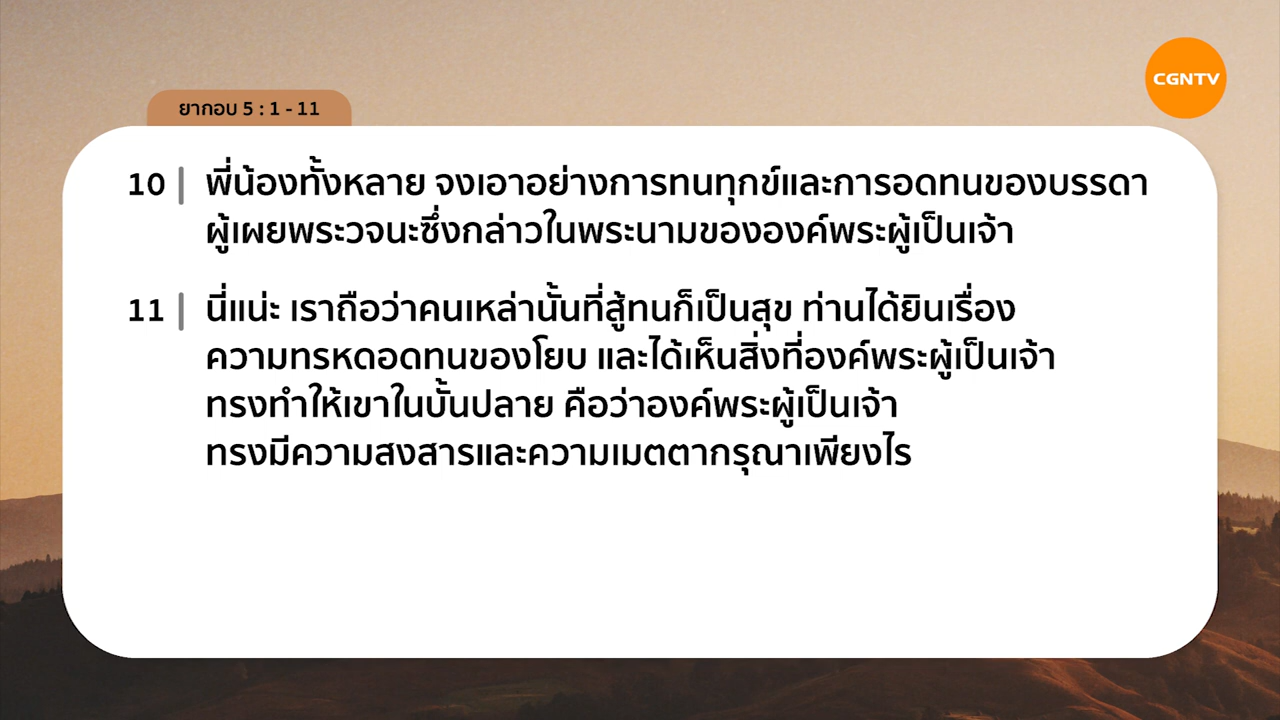 CGNTV
ยากอบ 5 : 1 - 11
10 | พี่น้องทั้งหลาย จงเอาอย่างการทนทุกข์และการอดทนของบรรดา
ผู้เผยพระวจนะซึ่งกล่าวในพระนามขององค์พระผู้เป็นเจ้า
11 | นี่แน่ะ เราถือว่าคนเหล่านั้นที่สู้ทนก็เป็นสุข ท่านได้ยินเรื่อง
ความทรหดอดทนของโยบ และได้เห็นสิ่งที่องค์พระผู้เป็นเจ้า
ทรงทำให้เขาในบั้นปลาย คือว่าองค์พระผู้เป็นเจ้า
ทรงมีความสงสารและความเมตตากรุณาเพียงไร